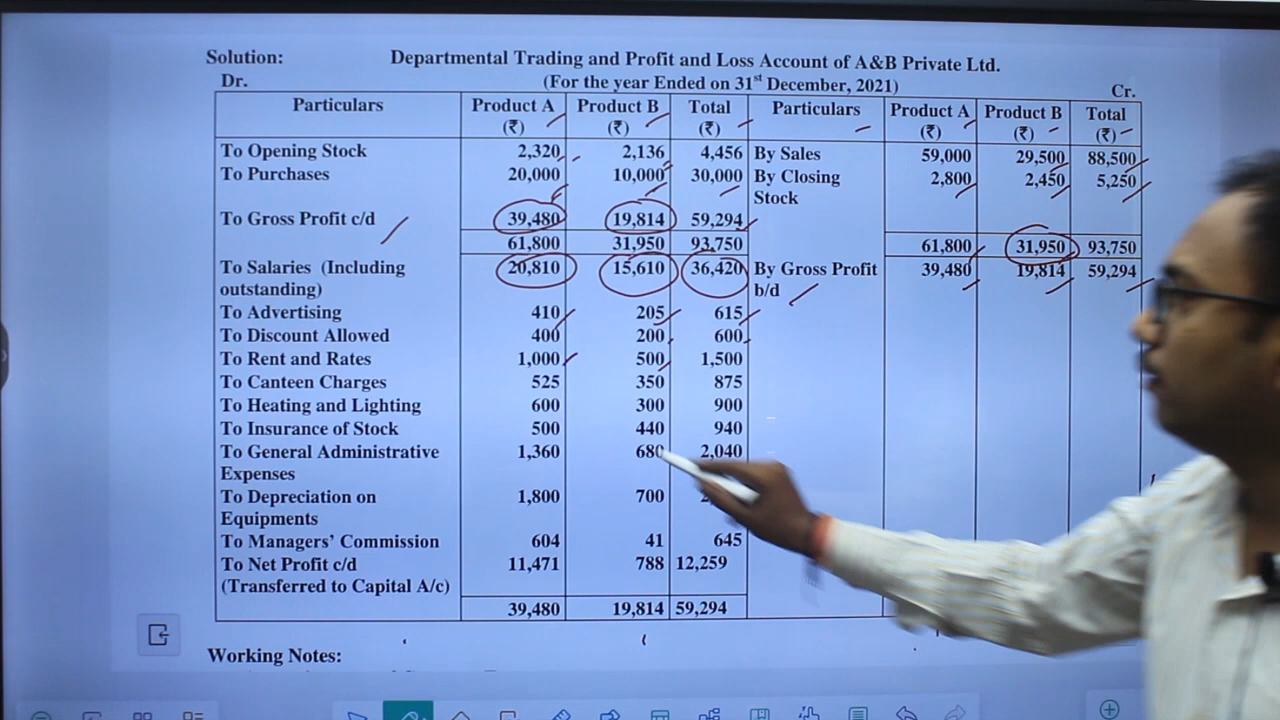 Solution: Departmental Trading and Profit and Loss Account of A&B Private Ltd.
Dr. (For the year Ended on 31st December, 2021) Cr.
Particulars Product A Product B Total Particulars Product A Product B Total
(₹) (₹) (₹) (₹) (₹) (₹)
To Opening Stock 2,320 2,136 4,456 By Sales 59,000 29,500 88,500
To Purchases 20,000 10,000 30,000 By Closing 2,800 2,450 5,250
Stock
To Gross Profit c/d 39,480 19,814 59,294
61,800 31,950 93,750 61,800 31,950 93,750
To Salaries (Including 20,810 15,610 36,420 By Gross Profit 39,480 19,814 59,294
outstanding) b/d
To Advertising 410 205 615
To Discount Allowed 400 200 600
To Rent and Rates 1,000 500 1,500
To Canteen Charges 525 350 875
To Heating and Lighting 600 300 900
To Insurance of Stock 500 440 940
To General Administrative 1,360 680 2,040
Expenses
To Depreciation on 1,800 700
Equipments
To Managers' Commission 604 41 645
To Net Profit c/d 11,471 788 12,259
(Transferred to Capital A/c)
39,480 19,814 59,294
Working Notes: